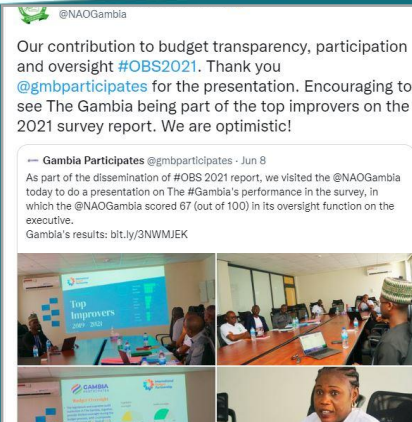 @NAOGambia
Our contribution to budget transparency, participation
and oversight #OBS2021. Thank you
@gmbparticipates for the presentation. Encouraging to
see The Gambia being part of the top improvers on the
2021 survey report. We are optimistic!
Gambia Participates @gmbparticipates · Jun 8
As part of the dissemination of #OBS 2021 report, we visited the @NAOGambia
today to do a presentation on The #Gambia's performance in the survey, in
which the @NAOGambia scored 67 (out of 100) in its oversight function on the
executive.
Gambia's results: bit.ly/3NWMJEK
Top
Improvers
2019 - 2021
GAMBIA
Budget Oversight